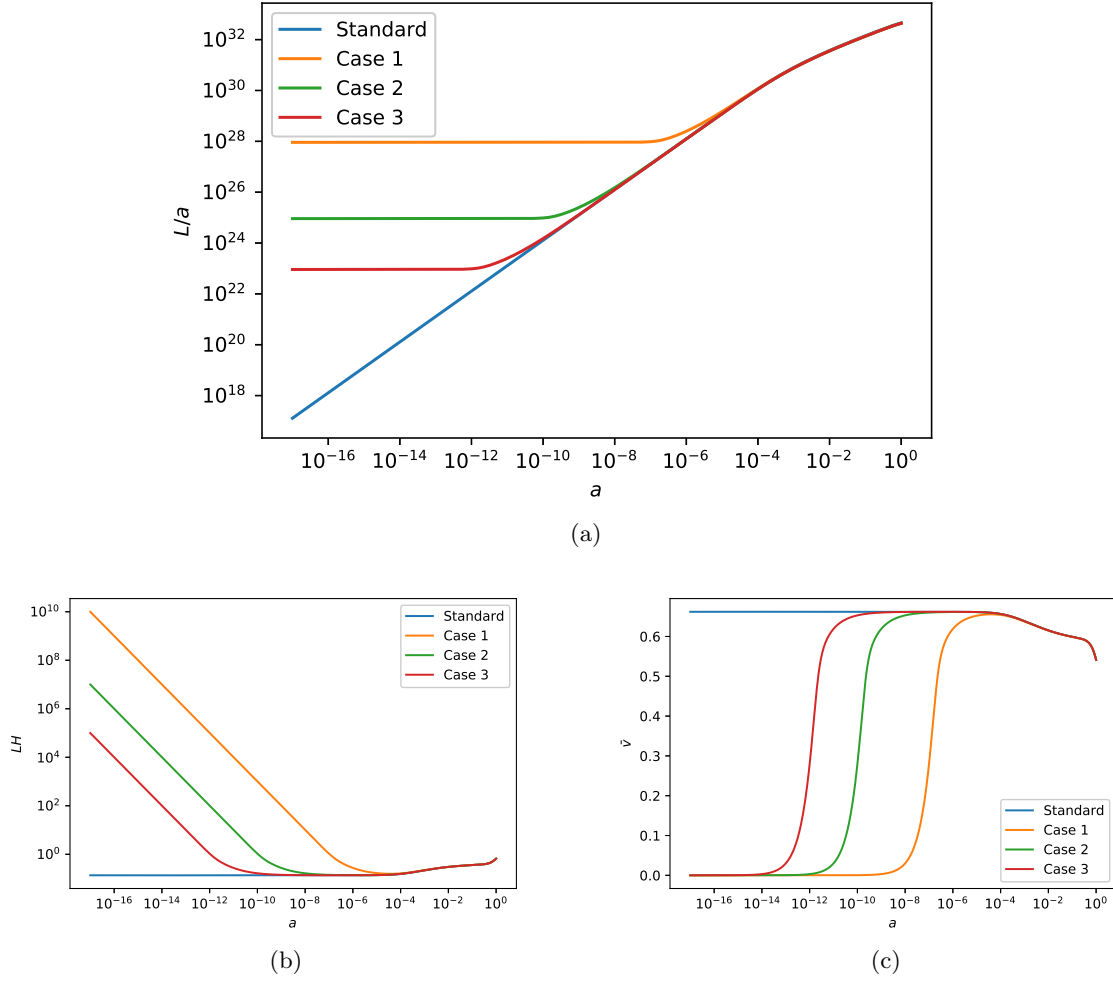 Standard
Case 1
Case 2
Case 3
10^32
10^30
10^28
10^26
10^24
10^22
10^20
10^18
L/a
10^−16 10^−14 10^−12 10^−10 10^−8 10^−6 10^−4 10^−2 10^0
a
(a)
Standard
Case 1
Case 2
Case 3
10^10
10^8
10^6
10^4
10^2
10^0
LH
10^−16 10^−14 10^−12 10^−10 10^−8 10^−6 10^−4 10^−2 10^0
a
(b)
0.6
0.5
0.4
0.3
0.2
0.1
0.0
v̄
Standard
Case 1
Case 2
Case 3
10^−16 10^−14 10^−12 10^−10 10^−8 10^−6 10^−4 10^−2 10^0
a
(c)